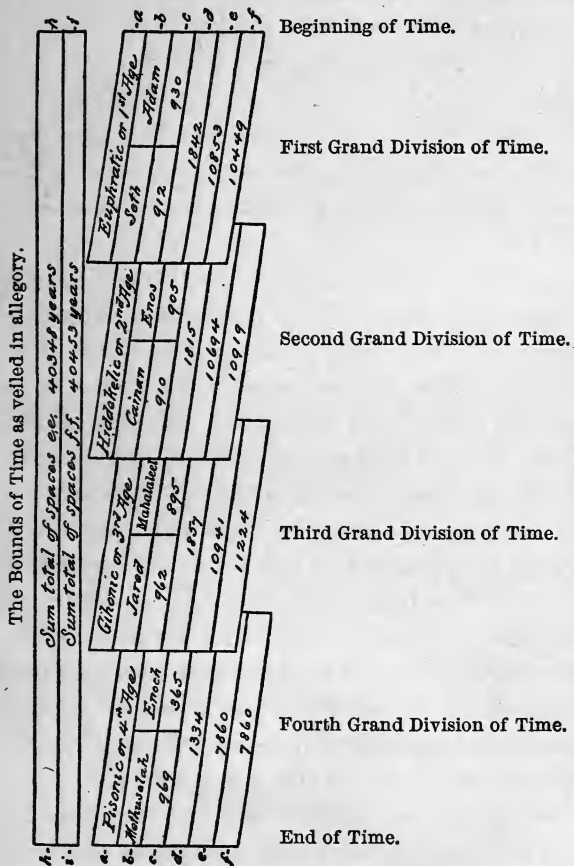 The Bounds of Time as veiled in allegory.
h- Sum total of spaces e.e. 40348 years -h
i- Sum total of spaces f.f. 40453 years -i
Beginning of Time.
a- -a
b- -b
c- -c
d- -d
e- -e
f- -f
Euphratic or 1st Age
Seth Adam
912 930
1842
10853
10449
First Grand Division of Time.
Hiddekelic or 2nd Age
Cainan Enos
910 905
1815
10694
10919
Second Grand Division of Time.
Gihonic or 3rd Age
Jared Mahalaleel
962 895
1857
10941
11224
Third Grand Division of Time.
Pisonic or 4th Age
Methuselah Enoch
969 365
1334
7860
7860
Fourth Grand Division of Time.
End of Time.